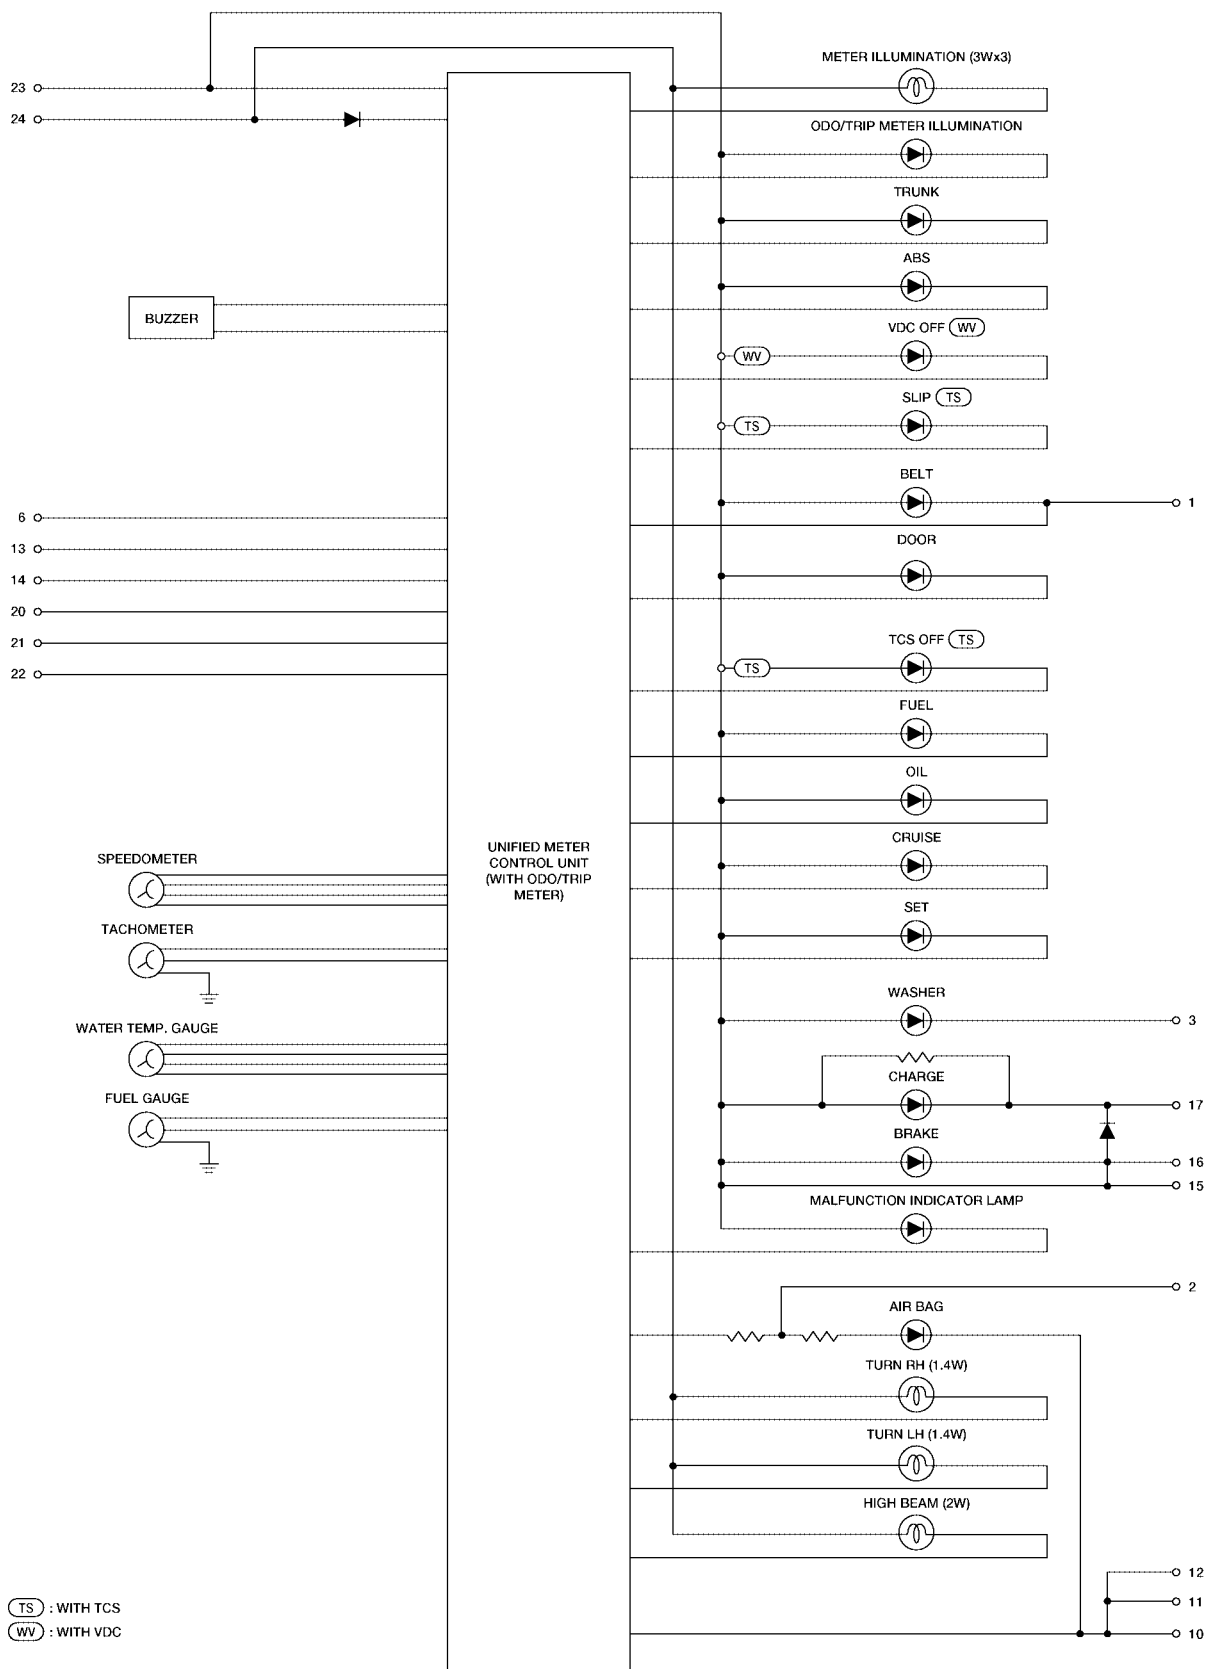 METER ILLUMINATION (3Wx3)
23
24
ODO/TRIP METER ILLUMINATION
TRUNK
ABS
BUZZER
VDC OFF WV
WV
SLIP TS
TS
BELT
1
6
DOOR
13
14
20
TCS OFF TS
21
TS
22
FUEL
OIL
UNIFIED METER
CONTROL UNIT
(WITH ODO/TRIP
METER)
CRUISE
SPEEDOMETER
SET
TACHOMETER
WASHER
3
WATER TEMP. GAUGE
CHARGE
FUEL GAUGE
17
BRAKE
16
15
MALFUNCTION INDICATOR LAMP
2
AIR BAG
TURN RH (1.4W)
TURN LH (1.4W)
HIGH BEAM (2W)
12
11
10
TS : WITH TCS
WV : WITH VDC